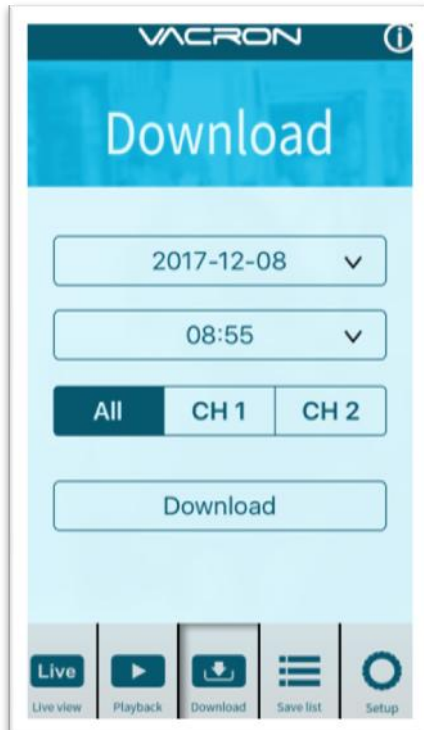 VACRON
Download
2017-12-08
08:55
All CH 1 CH 2
Download
Live
Live view Playback Download Save list Setup